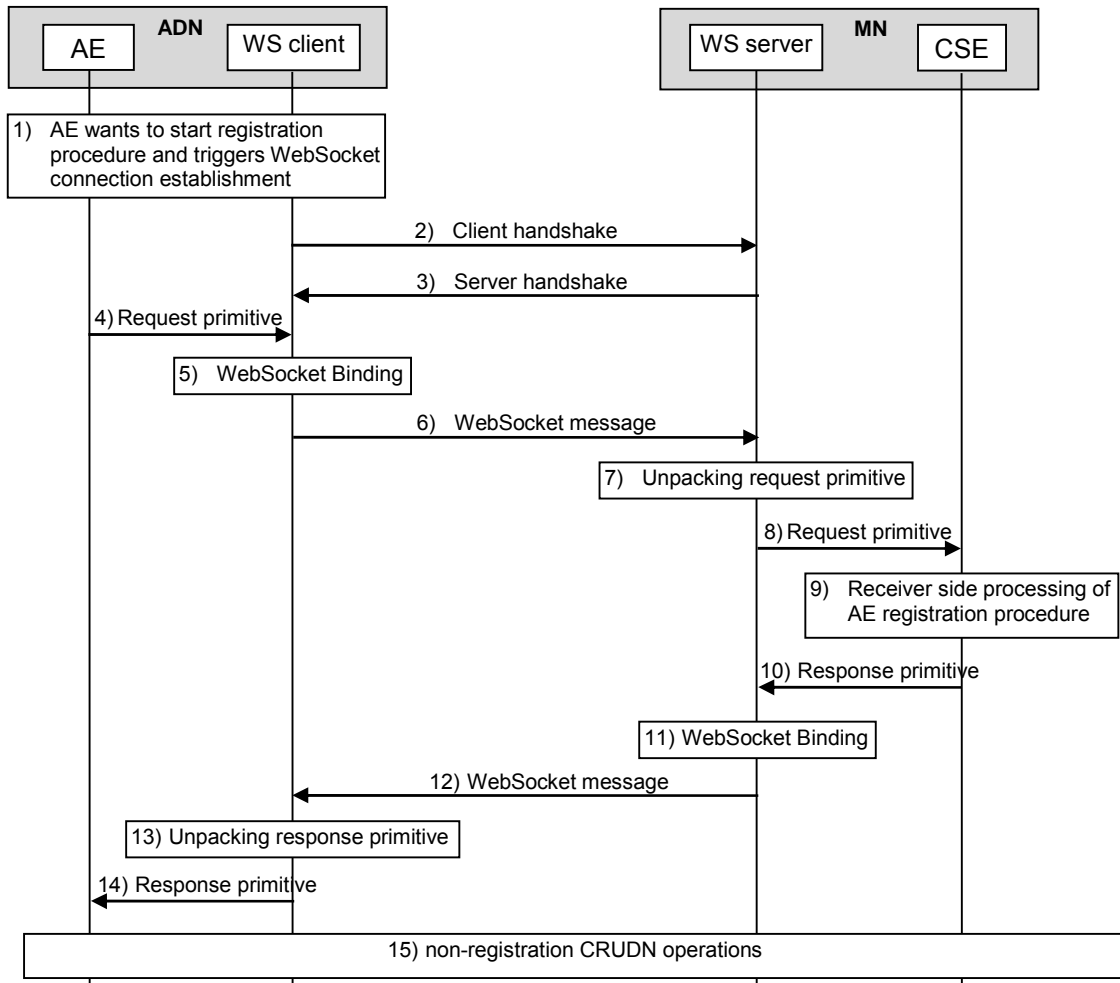 ADN
MN
AE
WS client
WS server
CSE
1) AE wants to start registration
procedure and triggers WebSocket
connection establishment
2) Client handshake
3) Server handshake
4) Request primitive
5) WebSocket Binding
6) WebSocket message
7) Unpacking request primitive
8) Request primitive
9) Receiver side processing of
AE registration procedure
10) Response primitive
11) WebSocket Binding
12) WebSocket message
13) Unpacking response primitive
14) Response primitive
15) non-registration CRUDN operations